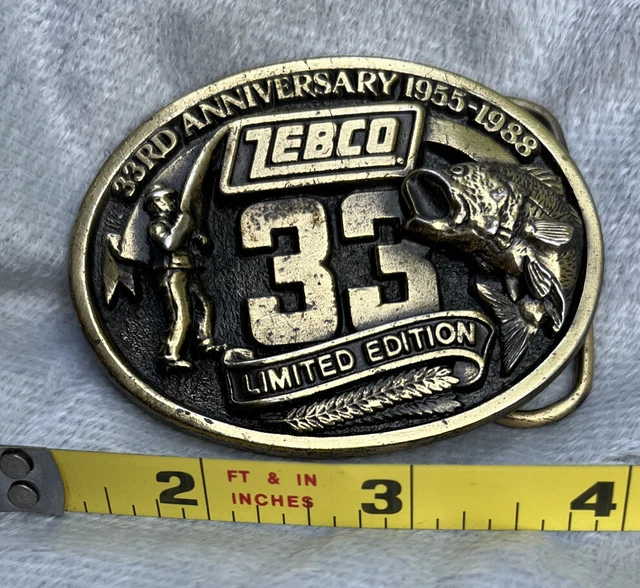 33RD ANNIVERSARY 1955-1988
ZEBCO
33
LIMITED EDITION
2 FT & IN 3 4
INCHES